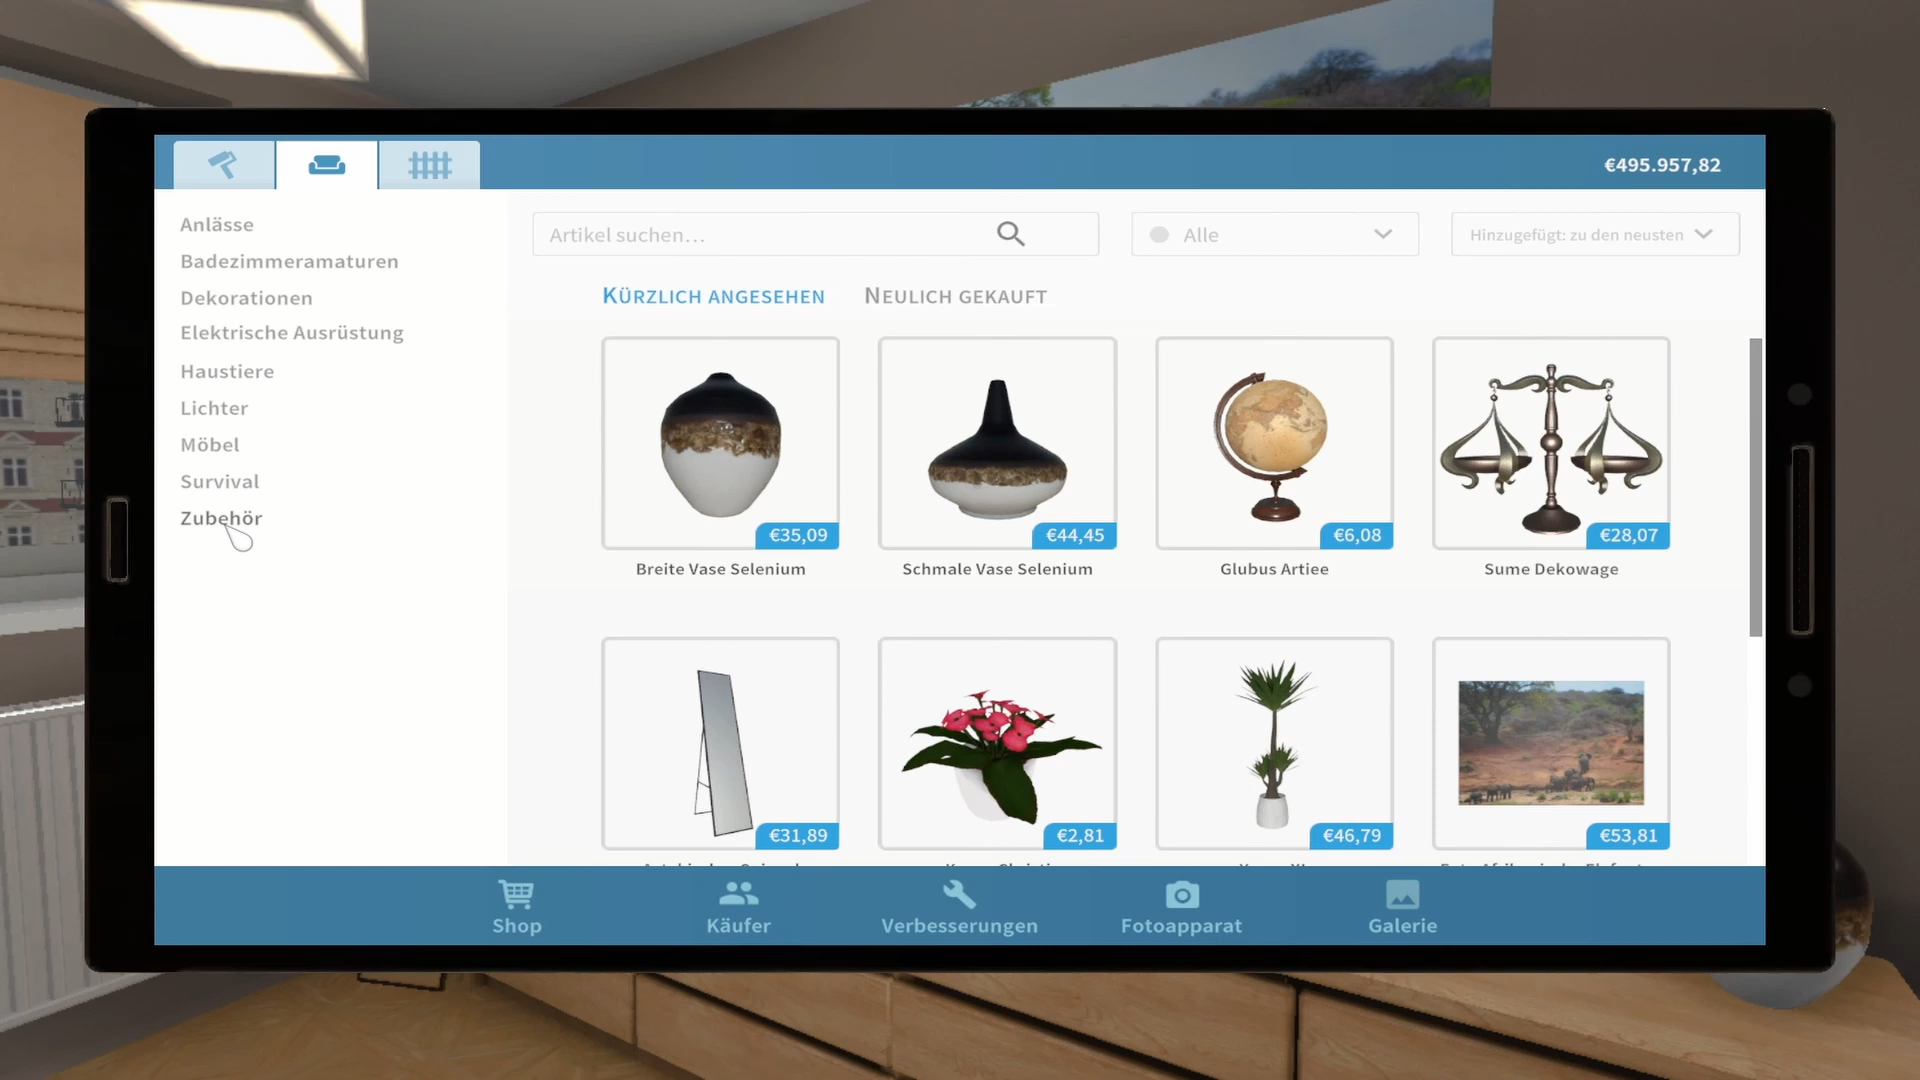 €495.957,82
Anlässe
Badezimmeramaturen
Dekorationen
Elektrische Ausrüstung
Haustiere
Lichter
Möbel
Survival
Zubehör
Artikel suchen...
Alle
Hinzugefügt: zu den neusten
KÜRZLICH ANGESEHEN
NEULICH GEKAUFT
€35,09
€44,45
€6,08
€28,07
Breite Vase Selenium
Schmale Vase Selenium
Glubus Artiee
Sume Dekowage
€31,89
€2,81
€46,79
€53,81
Shop
Käufer
Verbesserungen
Fotoapparat
Galerie